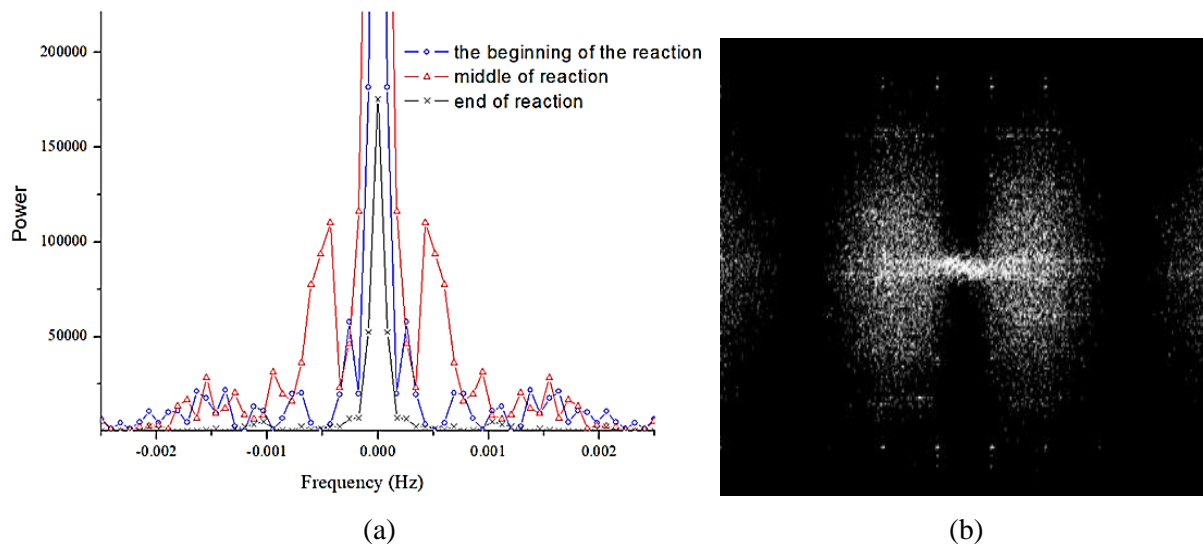 200000
150000
100000
50000
Power
the beginning of the reaction
middle of reaction
end of reaction
-0.002
-0.001
0.000
0.001
0.002
Frequency (Hz)
(a)
(b)